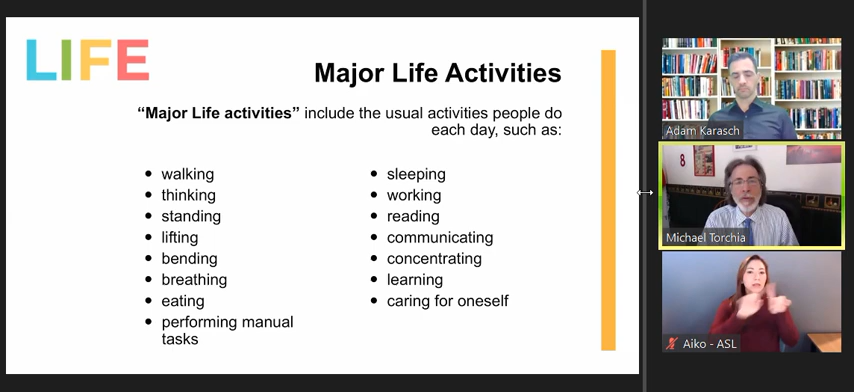 LIFE
Major Life Activities
“Major Life activities” include the usual activities people do
each day, such as:
• walking
• thinking
• standing
• lifting
• bending
• breathing
• eating
• performing manual
tasks
• sleeping
• working
• reading
• communicating
• concentrating
• learning
• caring for oneself
Adam Karasch
8
Michael Torchia
Aiko - ASL